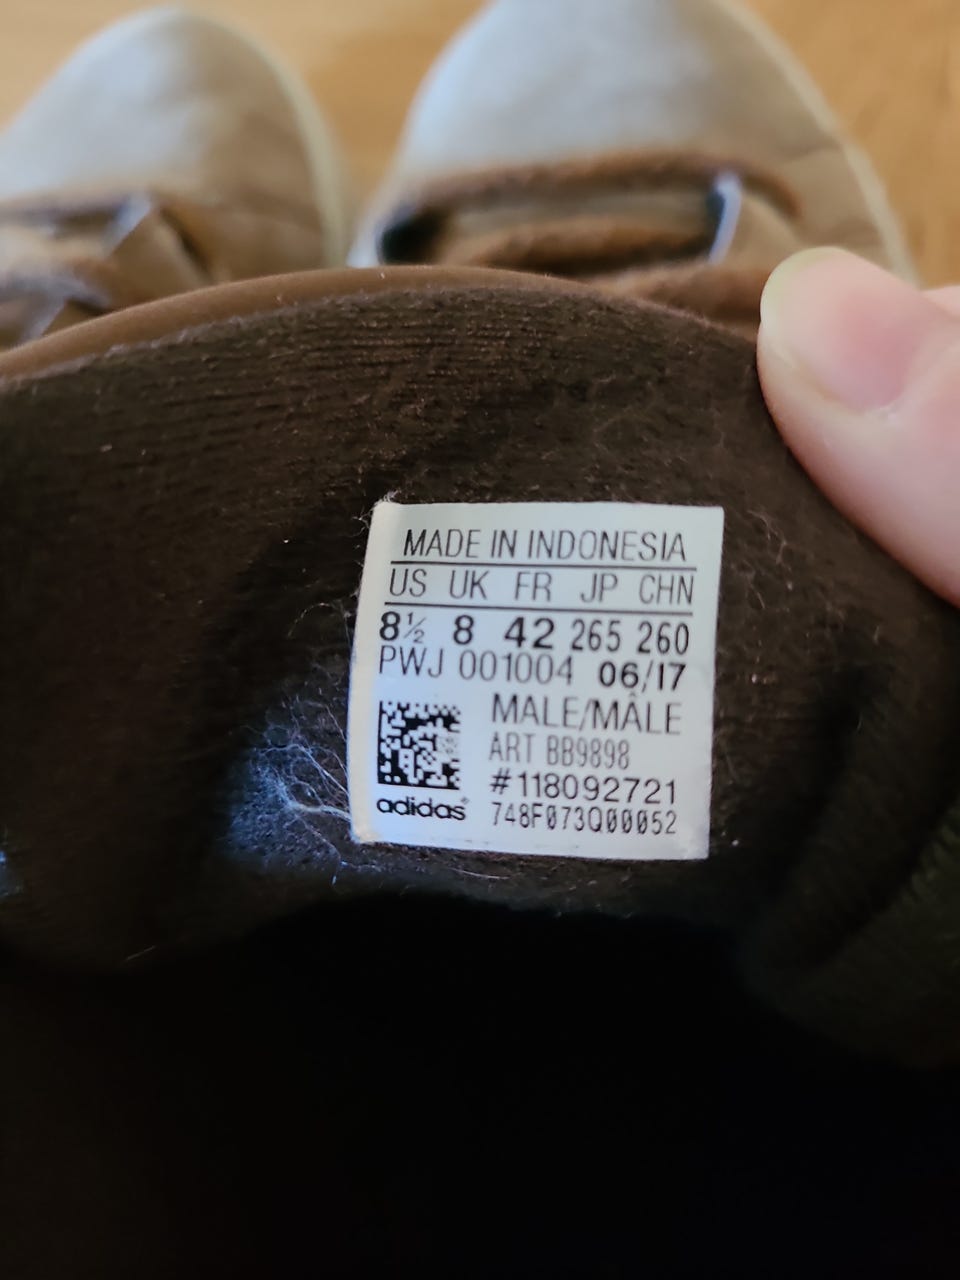 MADE IN INDONESIA
US UK FR JP CHN
8½ 8 42 265 260
PWJ 001004 06/17
MALE/MÂLE
ART BB9898
#118092721
adidas® 748F073Q00052